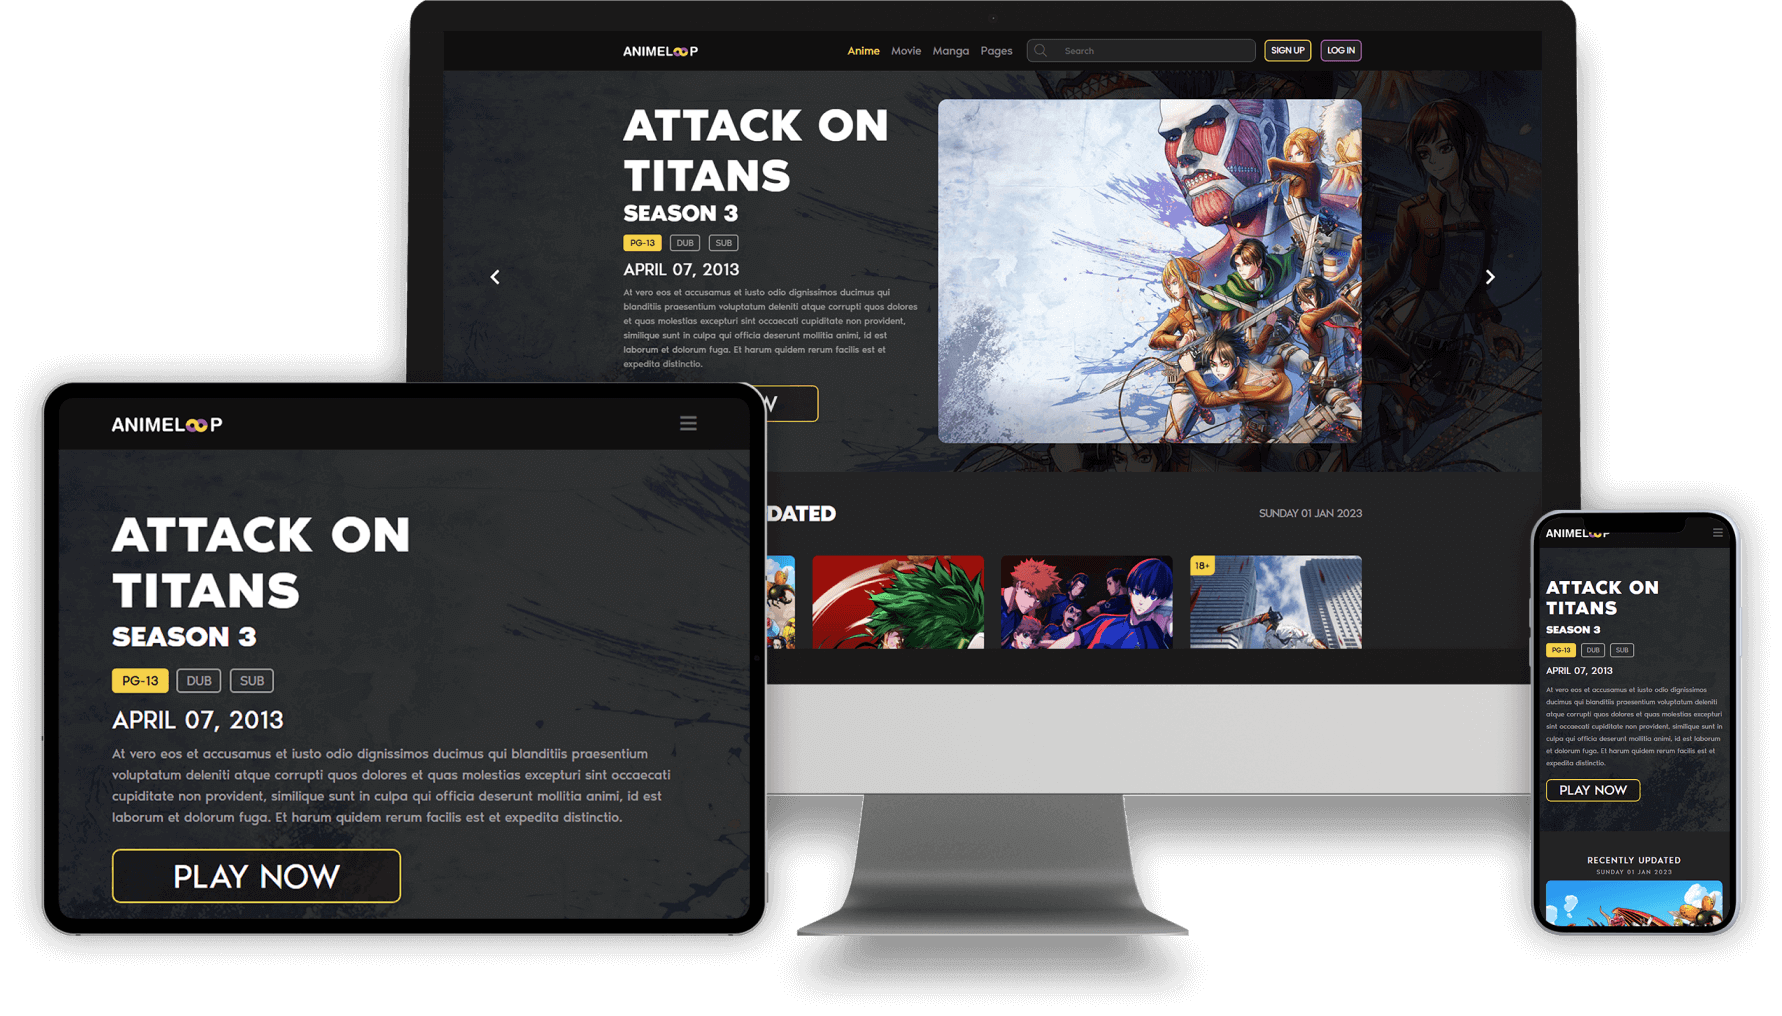 ANIMELOOP
Anime Movie Manga Pages Search SIGN UP LOG IN
ATTACK ON
TITANS
SEASON 3
PG-13 DUB SUB
APRIL 07, 2013
At vero eos et accusamus et iusto odio dignissimos ducimus qui
blanditiis praesentium voluptatum deleniti atque corrupti quos dolores
et quas molestias excepturi sint occaecati cupiditate non provident,
similique sunt in culpa qui officia deserunt mollitia animi, id est
laborum et dolorum fuga. Et harum quidem rerum facilis est et
expedita distinctio.
W
DATED
SUNDAY 01 JAN 2023
18+
ANIMELOOP
ATTACK ON
TITANS
SEASON 3
PG-13 DUB SUB
APRIL 07, 2013
At vero eos et accusamus et iusto odio dignissimos ducimus qui blanditiis praesentium
voluptatum deleniti atque corrupti quos dolores et quas molestias excepturi sint occaecati
cupiditate non provident, similique sunt in culpa qui officia deserunt mollitia animi, id est
laborum et dolorum fuga. Et harum quidem rerum facilis est et expedita distinctio.
PLAY NOW
ANIMELOOP
ATTACK ON
TITANS
SEASON 3
PG-13 DUB SUB
APRIL 07, 2013
At vero eos et accusamus et iusto odio dignissimos
ducimus qui blanditiis praesentium voluptatum deleniti
atque corrupti quos dolores et quas molestias excepturi
sint occaecati cupiditate non provident, similique sunt in
culpa qui officia deserunt mollitia animi, id est laborum
et dolorum fuga. Et harum quidem rerum facilis est et
expedita distinctio.
PLAY NOW
RECENTLY UPDATED
SUNDAY 01 JAN 2023